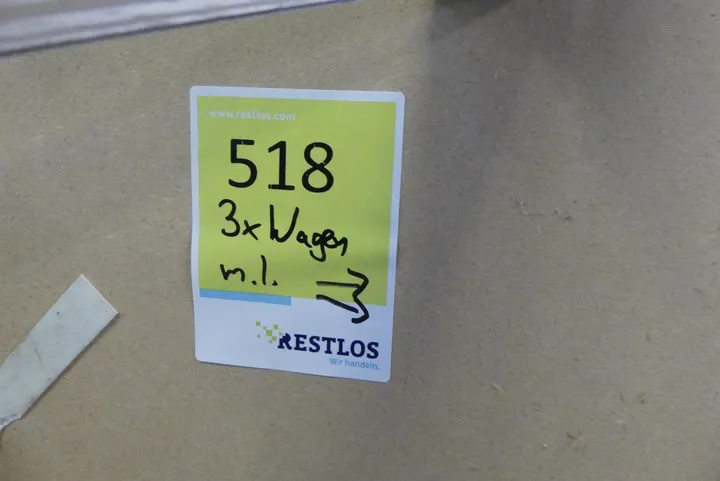 www.restlos.com
518
3x Wagen
m.I.
RESTLOS
Wir handeln.